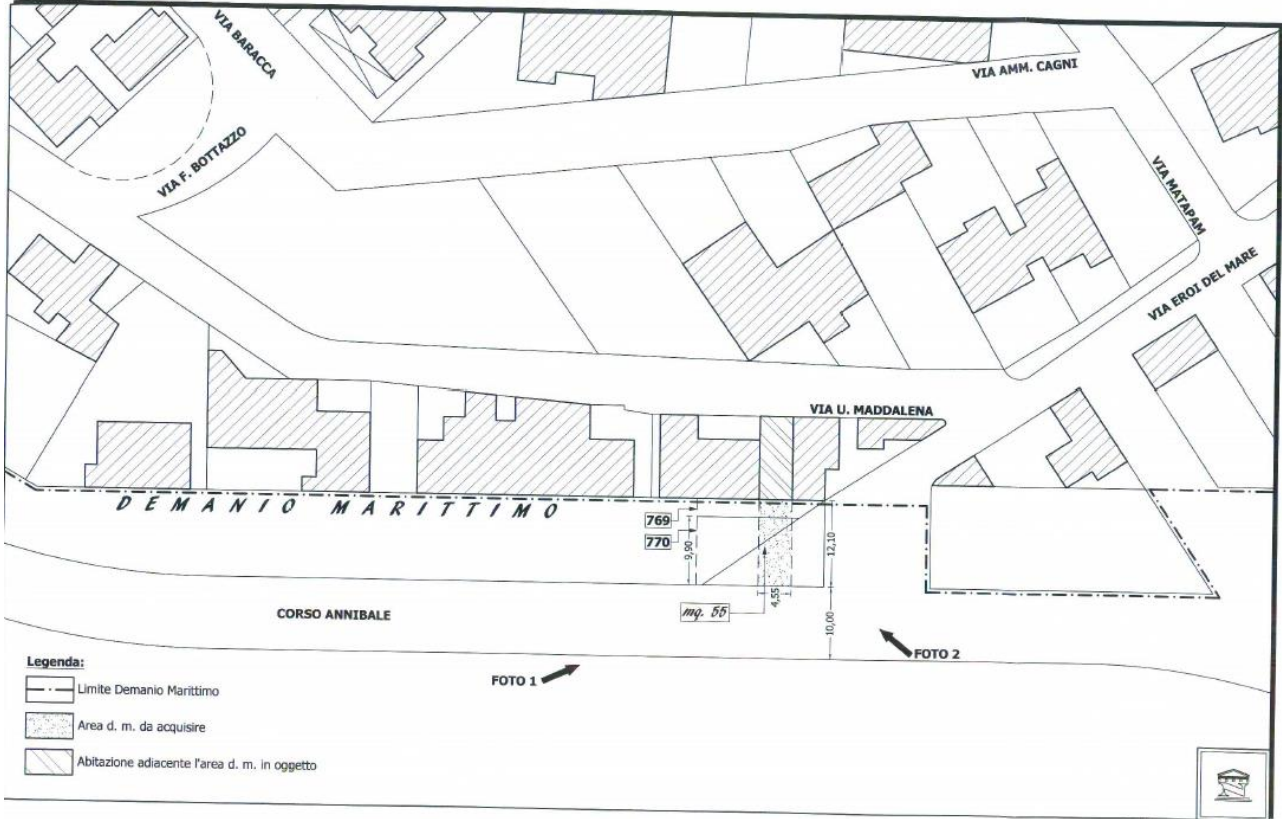 VIA BARACCA
VIA AMM. CAGNI
VIA F. BOTTAZZO
VIA MATAPAM
VIA EROI DEL MARE
VIA U. MADDALENA
DEMANIO MARITTIMO
769
770
9,90
12,10
mq. 55
4,55
10,00
CORSO ANNIBALE
FOTO 1
FOTO 2
Legenda:
Limite Demanio Marittimo
Area d. m. da acquisire
Abitazione adiacente l'area d. m. in oggetto